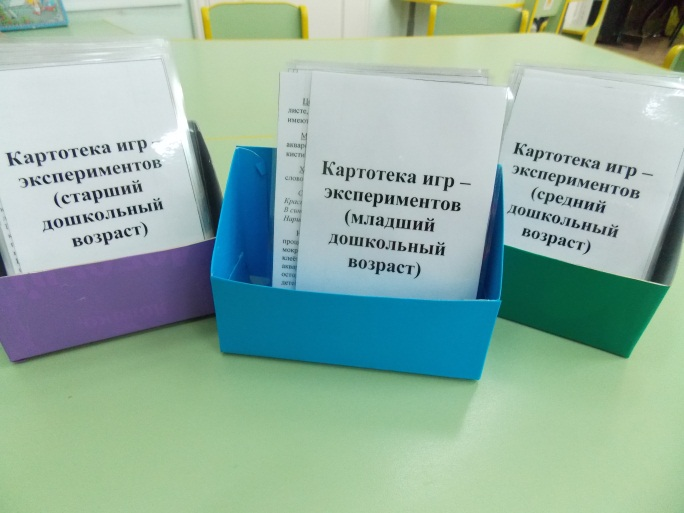 Картотека игр –
экспериментов
(старший
дошкольный
возраст)
Картотека игр –
экспериментов
(младший
дошкольный
возраст)
Картотека игр –
экспериментов
(средний
дошкольный
возраст)